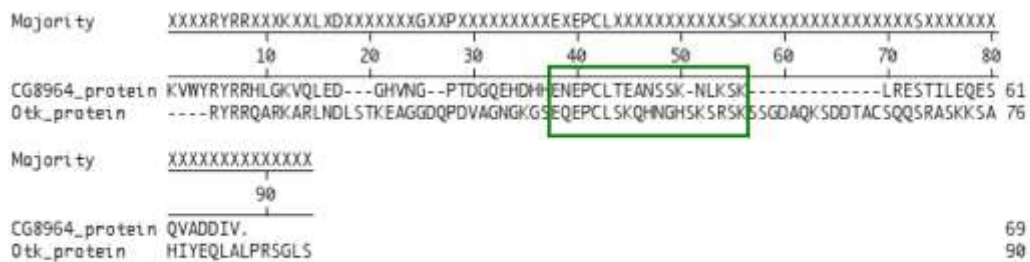 Majority XXXXRYRRXXXKXXLXDXXXXXXXGXXPXXXXXXXXXEXEPCLXXXXXXXXXXXSKXXXXXXXXXXXXXXXXSXXXXXXX
10 20 30 40 50 60 70 80
CG8964_protein KVWYRYRRHLGKVQLED---GHVNG--PTDGQEHDHHENEPCLTEANSSK-NLKSK-------------LRESTILEQES 61
Otk_protein ----RYRRQARKARLNDLSTKEAGGDQPDVAGNGKGSEQEPCLSKQHNGHSKSRSKSSGDAQKSDDTACSQQSRASKKSA 76
Majority XXXXXXXXXXXXXX
90
CG8964_protein QVADDIV. 69
Otk_protein HIYEQLALPRSGLS 90